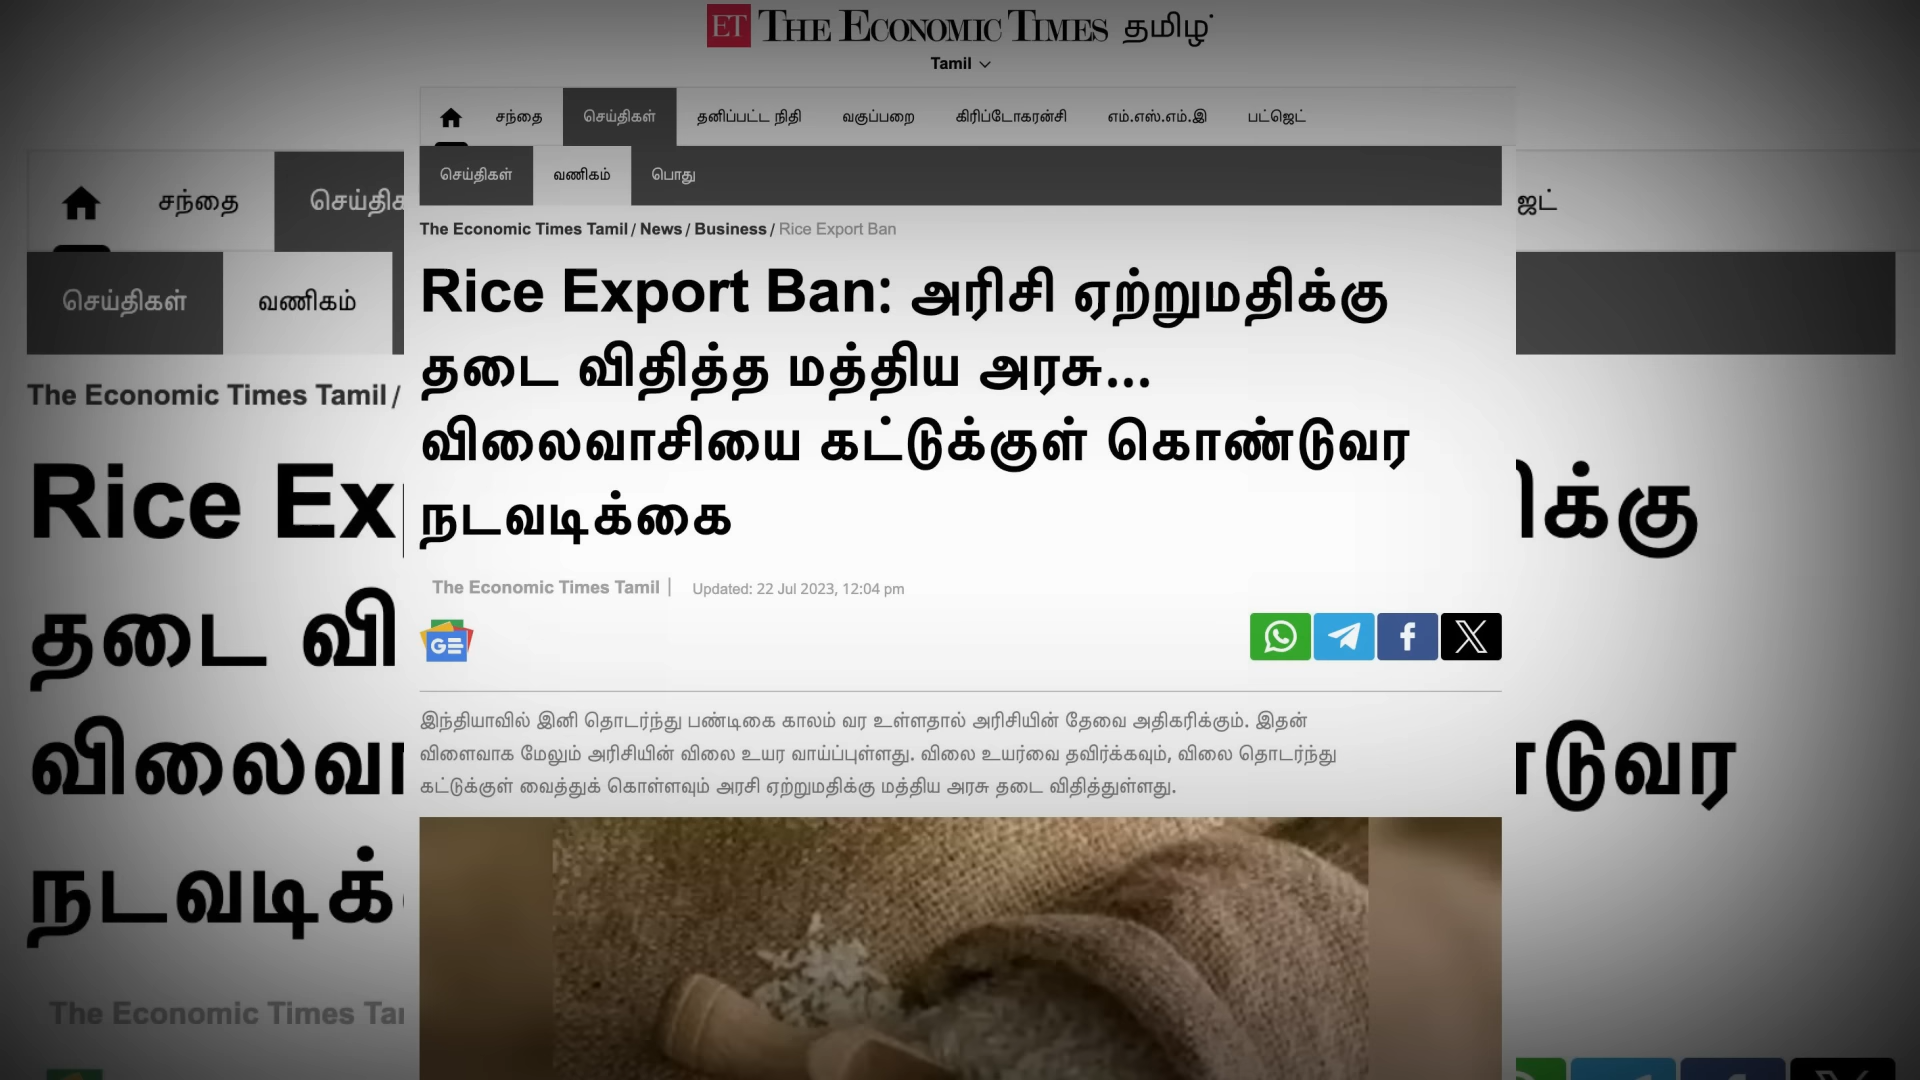 ET THE ECONOMIC TIMES தமிழ்
Tamil
சந்தை செய்திகள் தனிப்பட்ட நிதி வகுப்பறை கிரிப்டோகரன்சி எம்.எஸ்.எம்.இ பட்ஜெட்
செய்திகள் வணிகம் பொது
The Economic Times Tamil / News / Business / Rice Export Ban
Rice Export Ban: அரிசி ஏற்றுமதிக்கு
தடை விதித்த மத்திய அரசு...
விலைவாசியை கட்டுக்குள் கொண்டுவர
நடவடிக்கை
The Economic Times Tamil | Updated: 22 Jul 2023, 12:04 pm
இந்தியாவில் இனி தொடர்ந்து பண்டிகை காலம் வர உள்ளதால் அரிசியின் தேவை அதிகரிக்கும். இதன்
விளைவாக மேலும் அரிசியின் விலை உயர வாய்ப்புள்ளது. விலை உயர்வை தவிர்க்கவும், விலை தொடர்ந்து
கட்டுக்குள் வைத்துக் கொள்ளவும் அரசி ஏற்றுமதிக்கு மத்திய அரசு தடை விதித்துள்ளது.